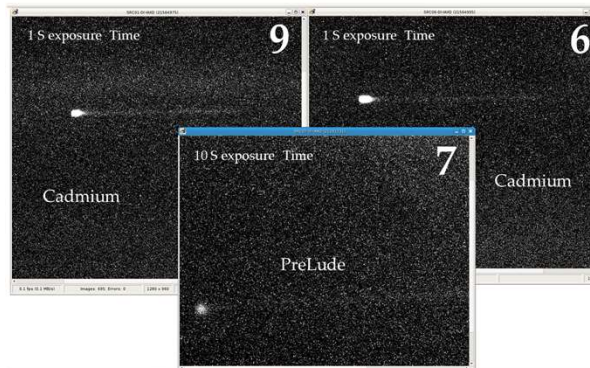 1 S exposure Time
9
Cadmium
1 S exposure Time
6
Cadmium
10 S exposure Time
7
PreLude